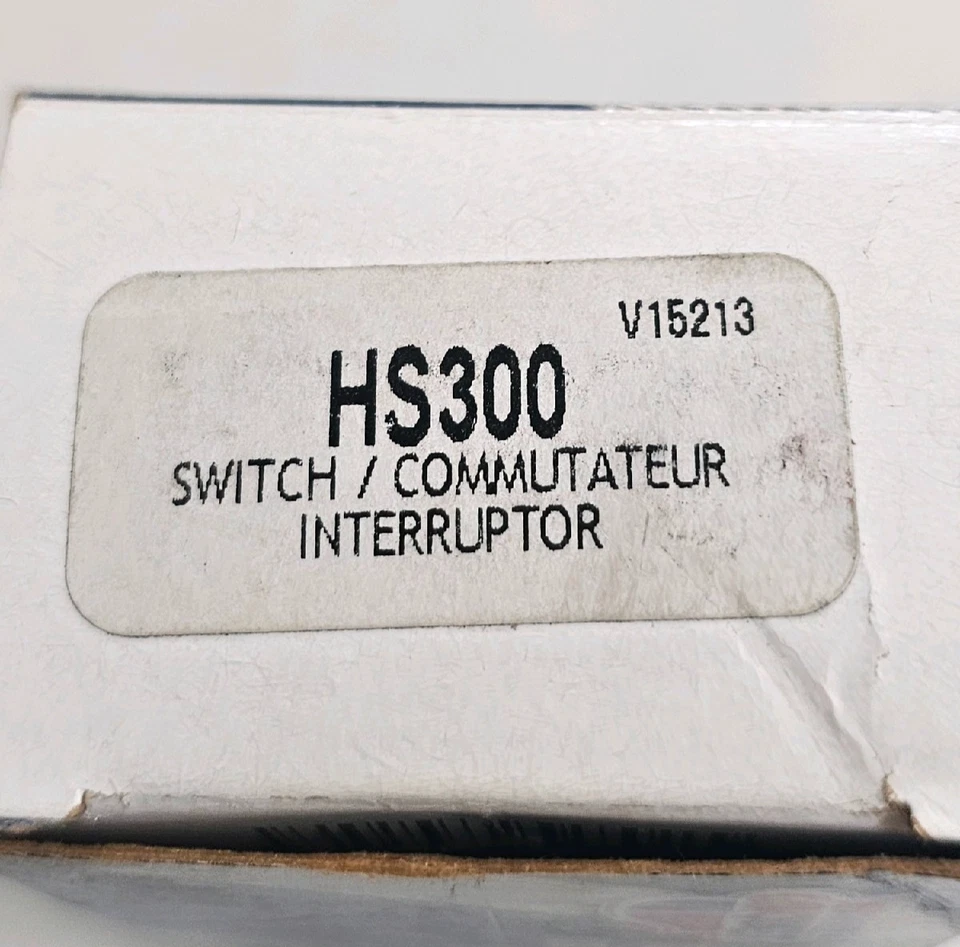 V15213
HS300
SWITCH / COMMUTATEUR
INTERRUPTOR